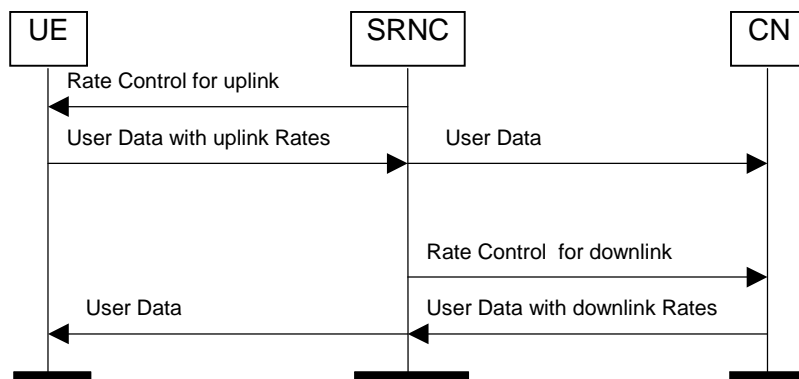 UE
SRNC
CN
Rate Control for uplink
User Data with uplink Rates
User Data
Rate Control for downlink
User Data
User Data with downlink Rates